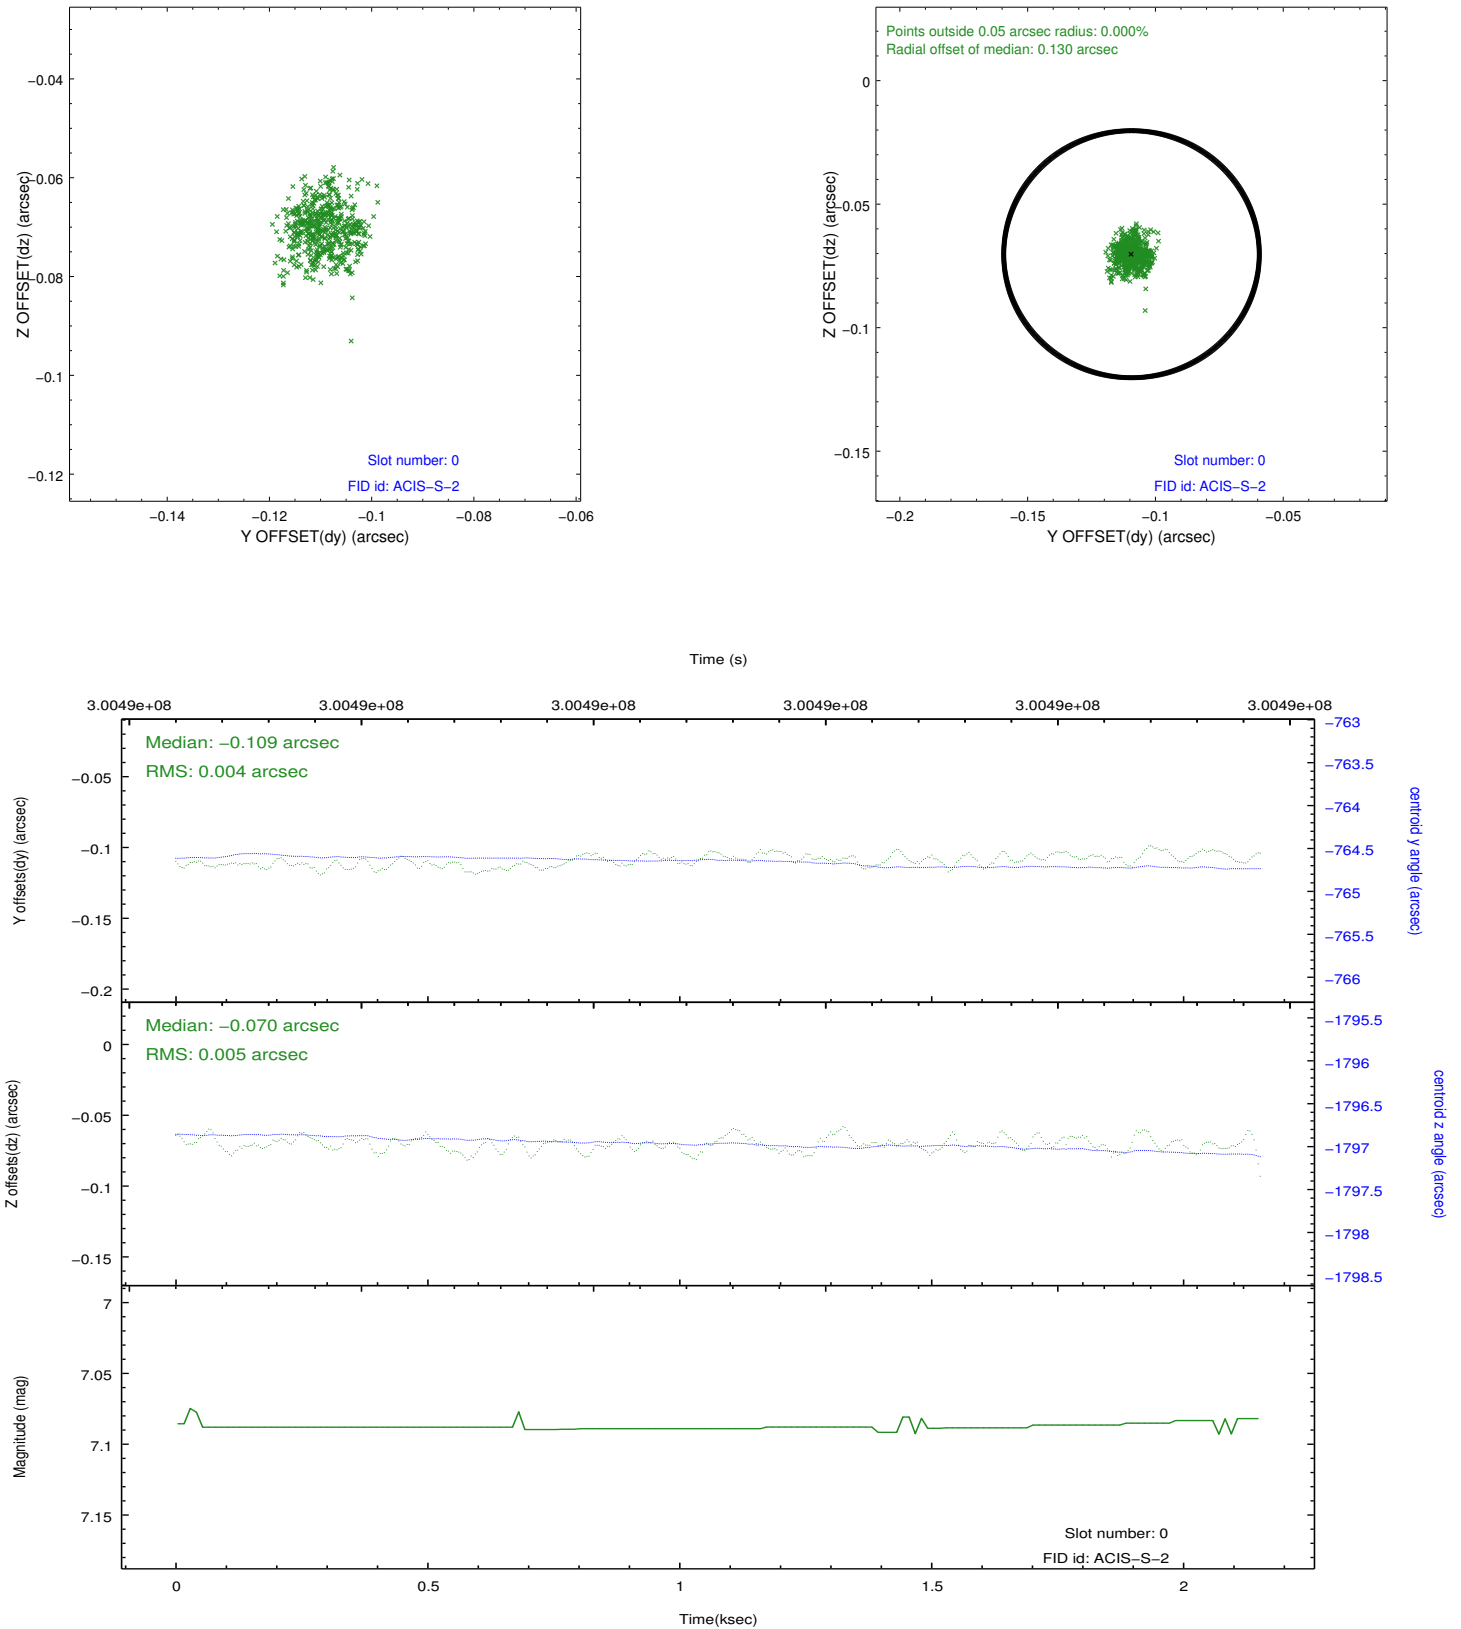 −0.04
−0.06
−0.08
−0.1
−0.12
Z OFFSET(dz) (arcsec)
Slot number: 0
FID id: ACIS−S−2
−0.14
−0.12
−0.1
−0.08
−0.06
Y OFFSET(dy) (arcsec)
Points outside 0.05 arcsec radius: 0.000%
Radial offset of median: 0.130 arcsec
0
−0.05
−0.1
−0.15
Z OFFSET(dz) (arcsec)
Slot number: 0
FID id: ACIS−S−2
−0.2
−0.15
−0.1
−0.05
Y OFFSET(dy) (arcsec)
Time (s)
3.0049e+08
3.0049e+08
3.0049e+08
3.0049e+08
3.0049e+08
3.0049e+08
Median: −0.109 arcsec
RMS: 0.004 arcsec
−0.05
−0.1
−0.15
−0.2
Y offsets(dy) (arcsec)
−763
−763.5
−764
−764.5
−765
−765.5
−766
centroid y angle (arcsec)
Median: −0.070 arcsec
RMS: 0.005 arcsec
0
−0.05
−0.1
−0.15
Z offsets(dz) (arcsec)
−1795.5
−1796
−1796.5
−1797
−1797.5
−1798
−1798.5
centroid z angle (arcsec)
7
7.05
7.1
7.15
Magnitude (mag)
Slot number: 0
FID id: ACIS−S−2
0
0.5
1
1.5
2
Time(ksec)